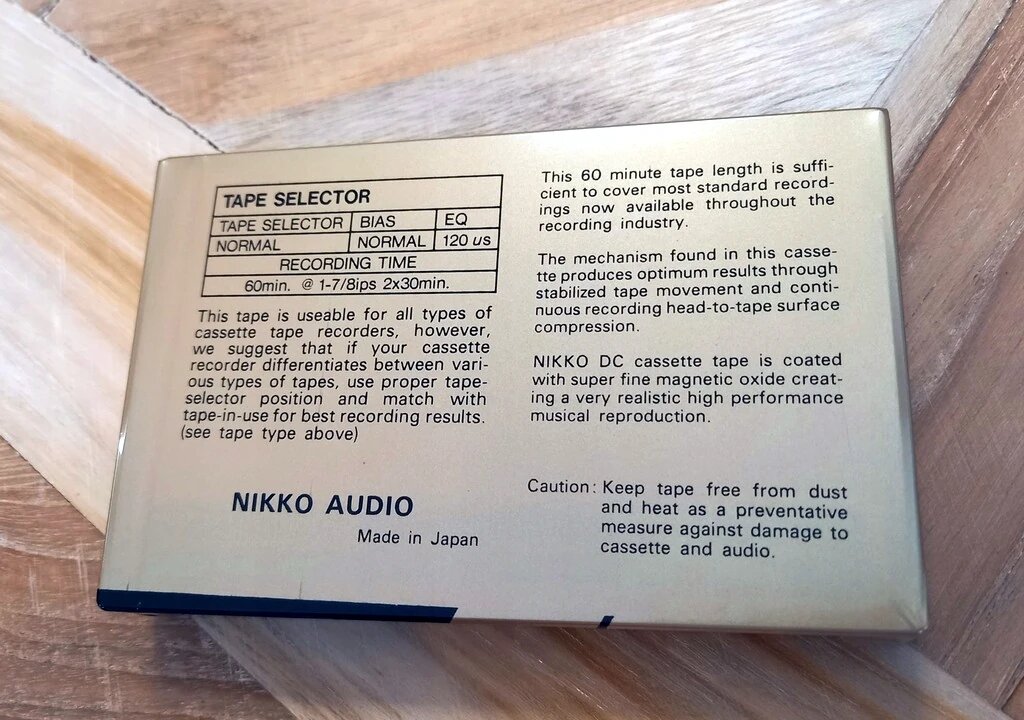 TAPE SELECTOR
TAPE SELECTOR BIAS EQ
NORMAL NORMAL 120 us
RECORDING TIME
60min. @ 1-7/8ips 2x30min.
This tape is useable for all types of
cassette tape recorders, however,
we suggest that if your cassette
recorder differentiates between vari-
ous types of tapes, use proper tape-
selector position and match with
tape-in-use for best recording results.
(see tape type above)
NIKKO AUDIO
Made in Japan
This 60 minute tape length is suffi-
cient to cover most standard record-
ings now available throughout the
recording industry.
The mechanism found in this casse-
tte produces optimum results through
stabilized tape movement and conti-
nuous recording head-to-tape surface
compression.
NIKKO DC cassette tape is coated
with super fine magnetic oxide creat-
ing a very realistic high performance
musical reproduction.
Caution: Keep tape free from dust
and heat as a preventative
measure against damage to
cassette and audio.